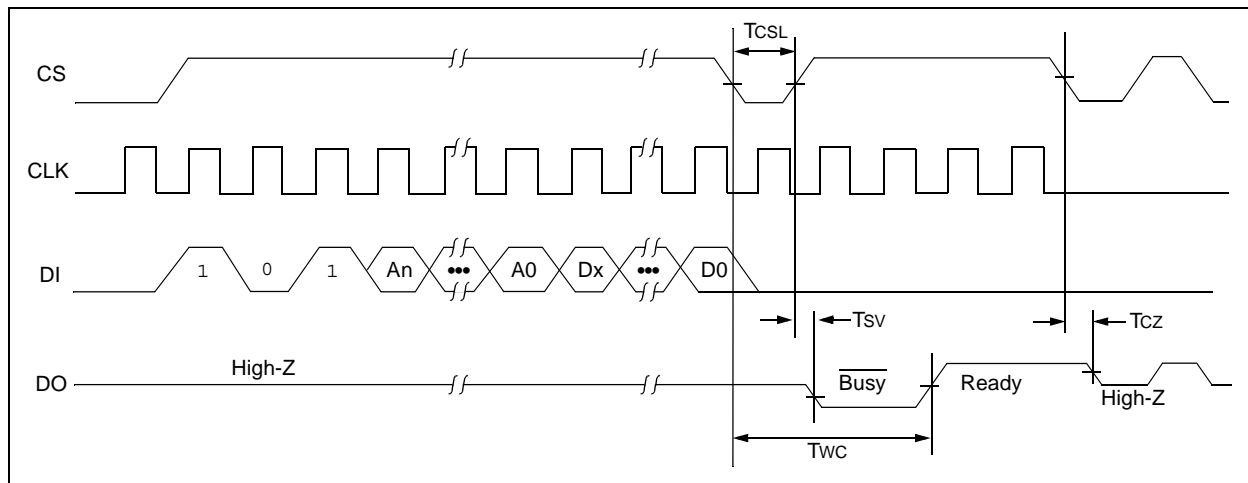 TCSL
CS
CLK
DI
1
0
1
An
•••
A0
Dx
•••
D0
TSV
TCZ
DO
High-Z
Busy
Ready
High-Z
TWC